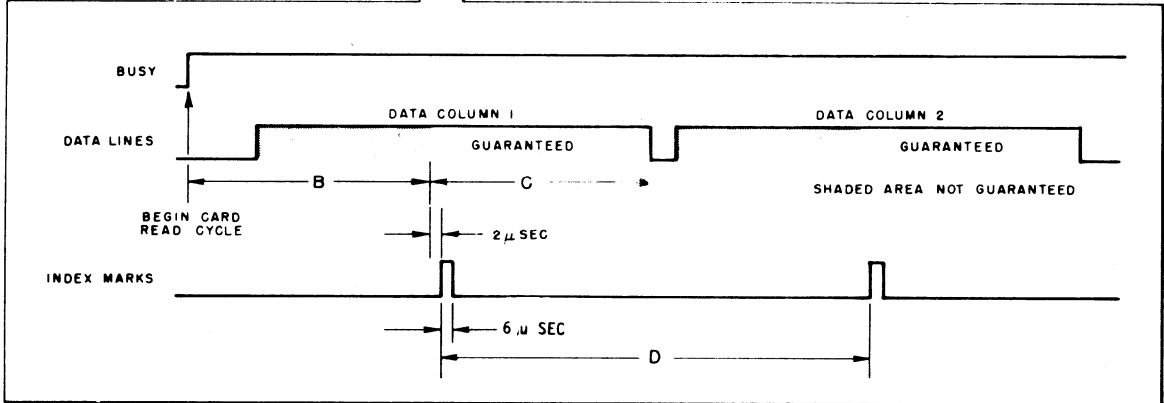 BUSY
DATA COLUMN 1
DATA COLUMN 2
DATA LINES
GUARANTEED
GUARANTEED
B
C
SHADED AREA NOT GUARANTEED
BEGIN CARD
READ CYCLE
2 μ SEC
INDEX MARKS
6 μ SEC
D